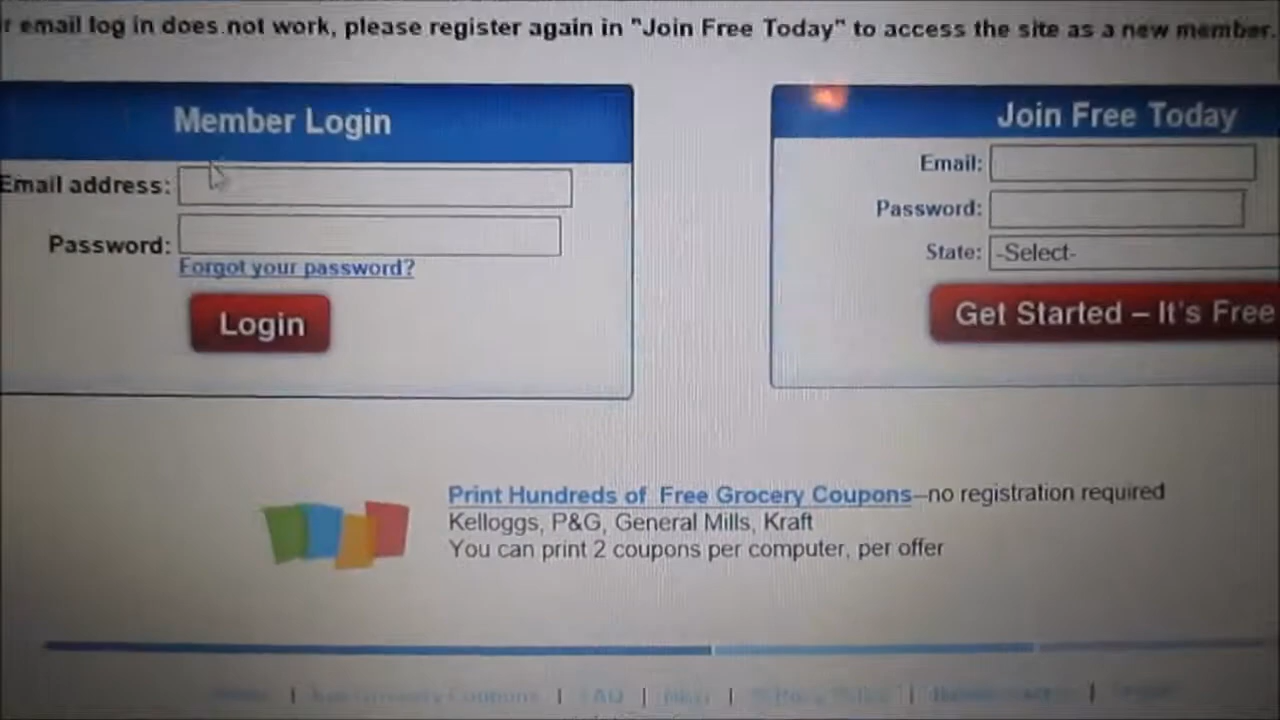 r email log in does not work, please register again in "Join Free Today" to access the site as a new member.
Member Login
Email address:
Password:
Forgot your password?
Login
Join Free Today
Email:
Password:
State: -Select-
Get Started – It's Free
Print Hundreds of Free Grocery Coupons–no registration required
Kelloggs, P&G, General Mills, Kraft
You can print 2 coupons per computer, per offer